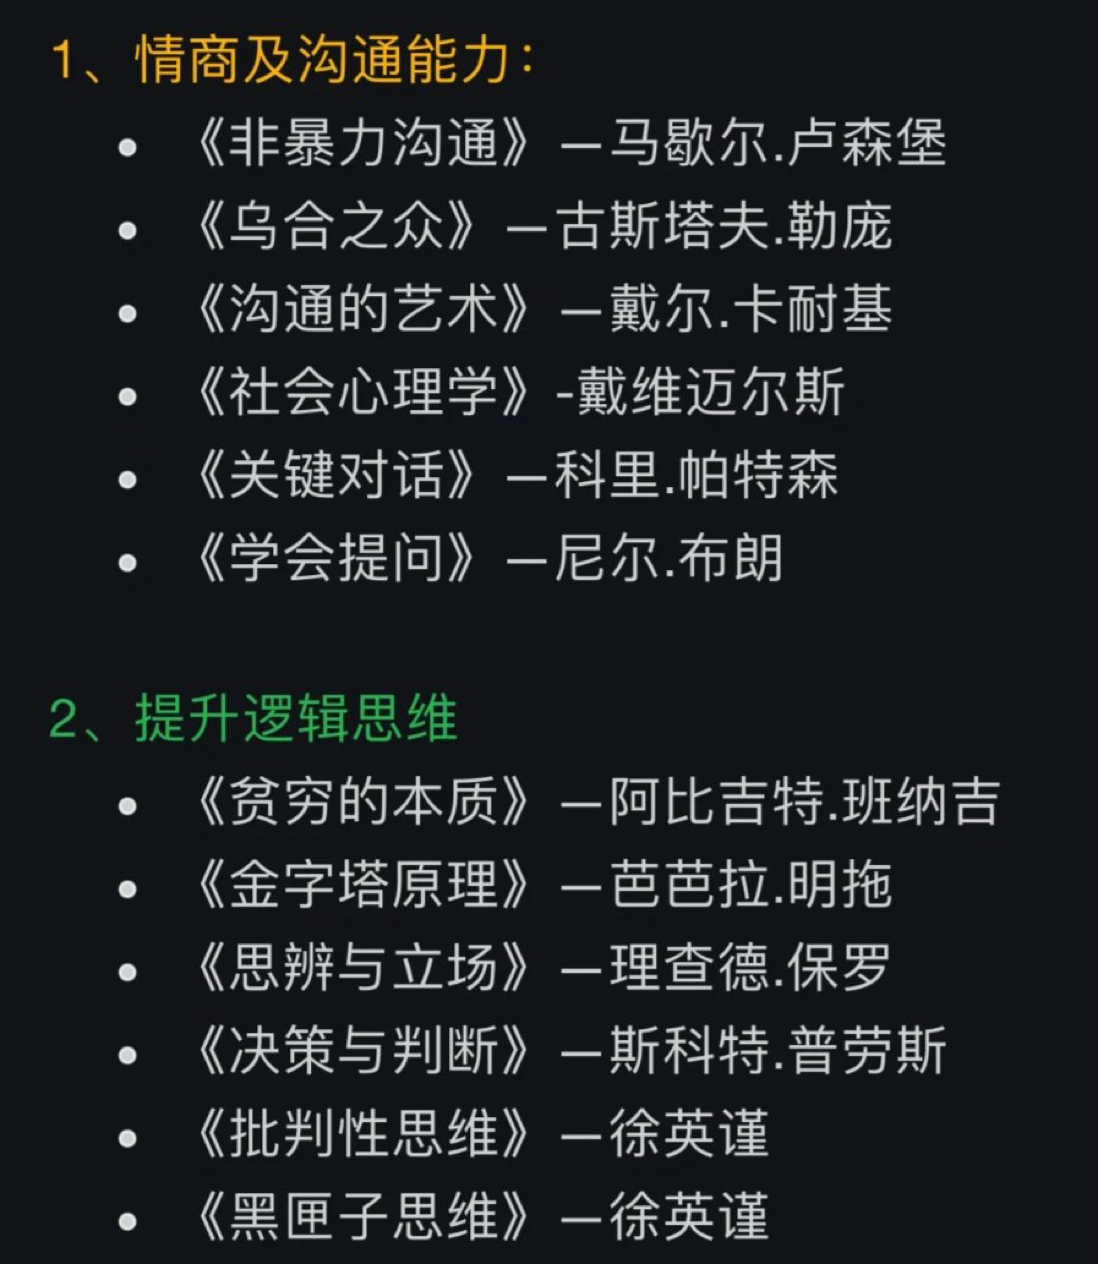 1、情商及沟通能力：
• 《非暴力沟通》—马歇尔.卢森堡
• 《乌合之众》—古斯塔夫.勒庞
• 《沟通的艺术》—戴尔.卡耐基
• 《社会心理学》-戴维迈尔斯
• 《关键对话》—科里.帕特森
• 《学会提问》—尼尔.布朗
2、提升逻辑思维
• 《贫穷的本质》—阿比吉特.班纳吉
• 《金字塔原理》—芭芭拉.明拖
• 《思辨与立场》—理查德.保罗
• 《决策与判断》—斯科特.普劳斯
• 《批判性思维》—徐英谨
• 《黑匣子思维》—徐英谨